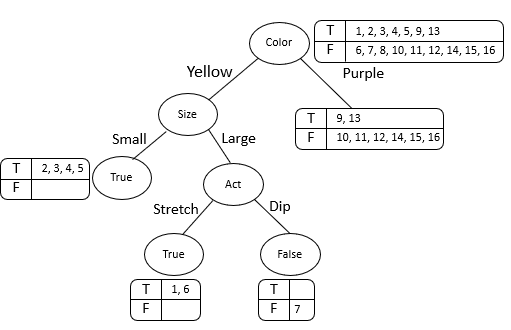 Color
T 1, 2, 3, 4, 5, 9, 13
F 6, 7, 8, 10, 11, 12, 14, 15, 16
Yellow
Purple
Size
T 9, 13
F 10, 11, 12, 14, 15, 16
Small
Large
T 2, 3, 4, 5
F
True
Act
Stretch
Dip
True
False
T 1, 6
F
T
F 7